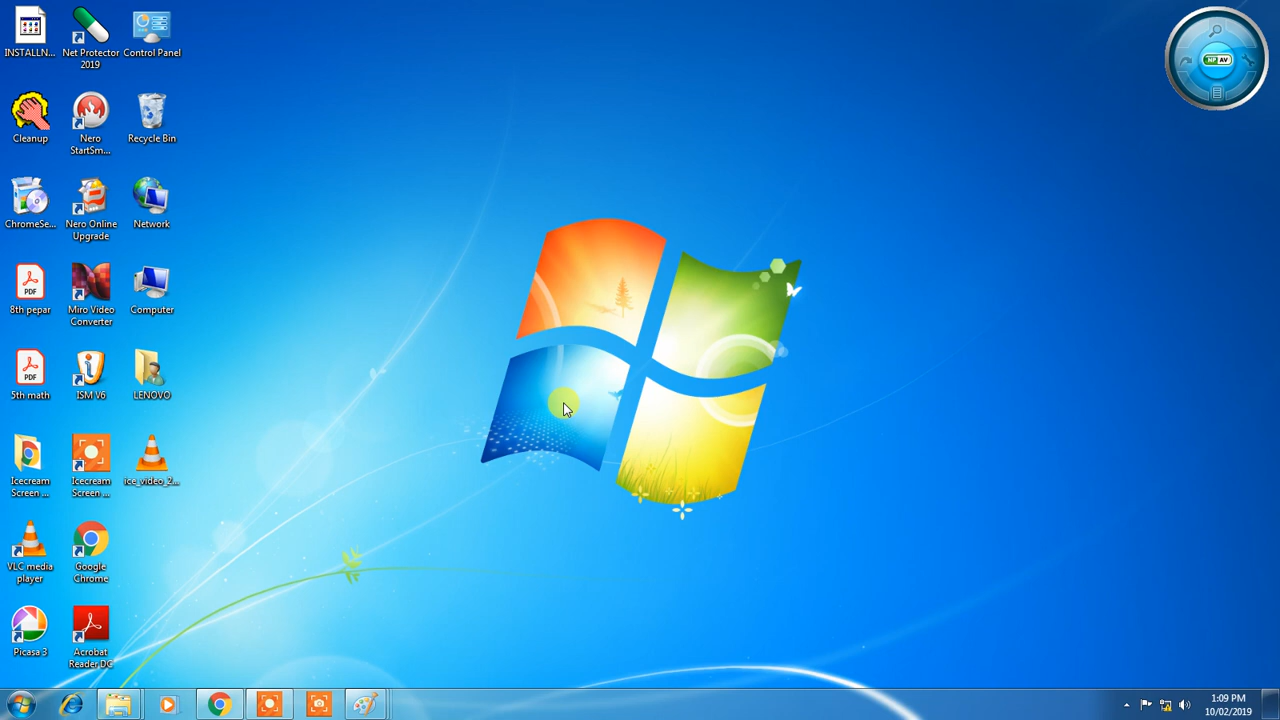 INSTALLN...
Net Protector
2019
Control Panel
Cleanup
Nero
StartSm...
Recycle Bin
ChromeSe...
Nero Online
Upgrade
Network
PDF
8th pepar
Miro Video
Converter
Computer
PDF
5th math
ISM V6
LENOVO
Icecream
Screen ...
Icecream
Screen ...
ice_video_2...
VLC media
player
Google
Chrome
Picasa 3
Acrobat
Reader DC
NP AV
1:09 PM
10/02/2019